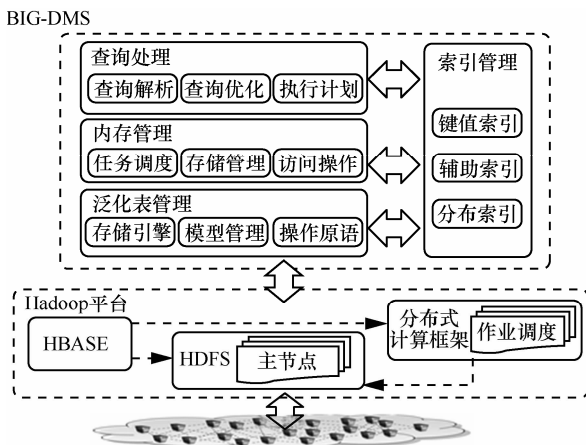 BIG-DMS
查询处理
查询解析 查询优化 执行计划
内存管理
任务调度 存储管理 访问操作
泛化表管理
存储引擎 模型管理 操作原语
索引管理
键值索引
辅助索引
分布索引
Hadoop平台
HBASE
HDFS
主节点
分布式
计算框架
作业调度